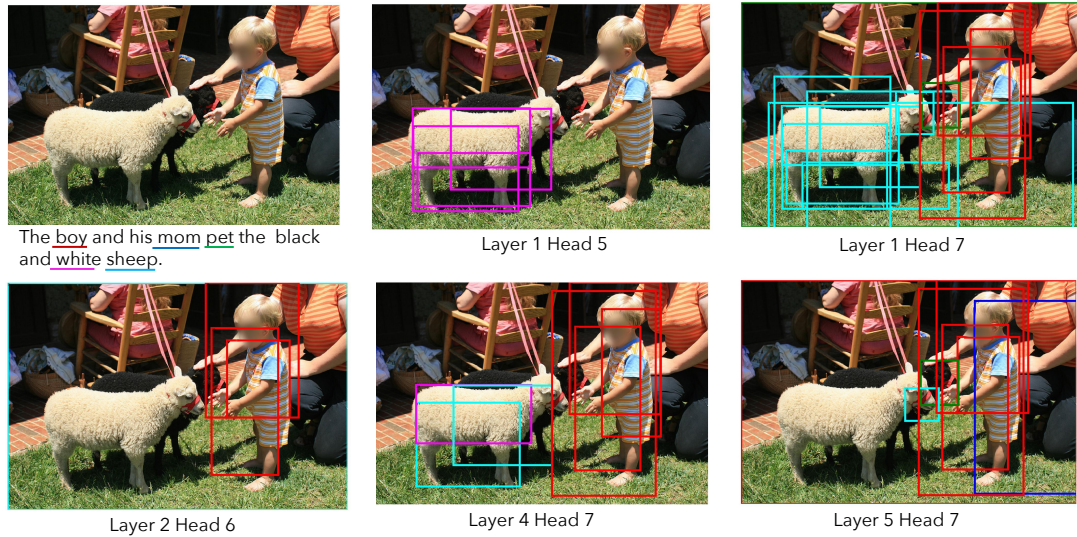 The boy and his mom pet the black
and white sheep.
Layer 1 Head 5
Layer 1 Head 7
Layer 2 Head 6
Layer 4 Head 7
Layer 5 Head 7